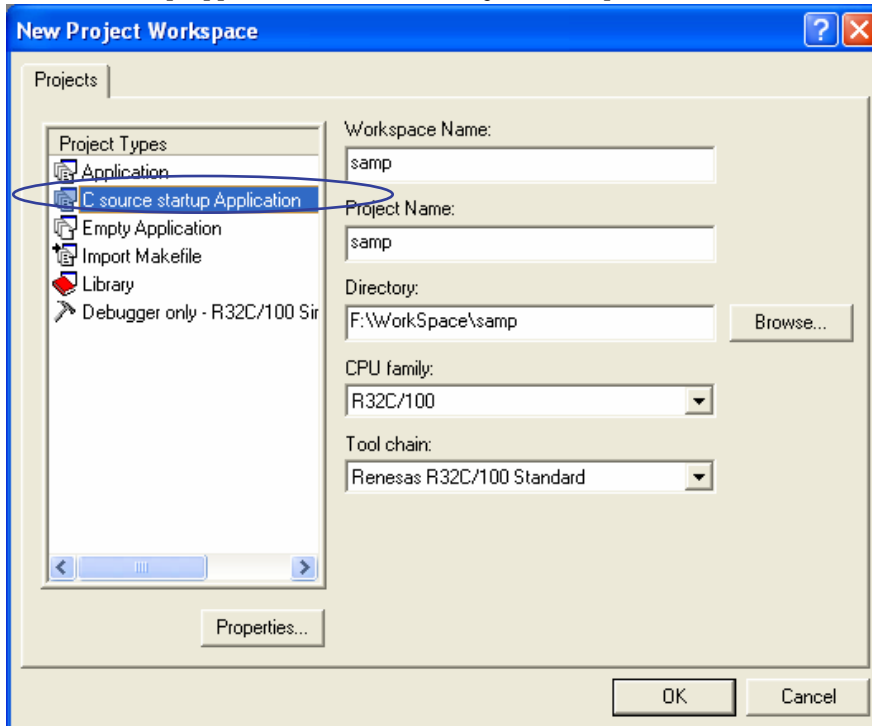 New Project Workspace
Projects
Project Types
Application
C source startup Application
Empty Application
Import Makefile
Library
Debugger only - R32C/100 Sir
Properties...
Workspace Name:
samp
Project Name:
samp
Directory:
F:\WorkSpace\samp
Browse...
CPU family:
R32C/100
Tool chain:
Renesas R32C/100 Standard
OK
Cancel